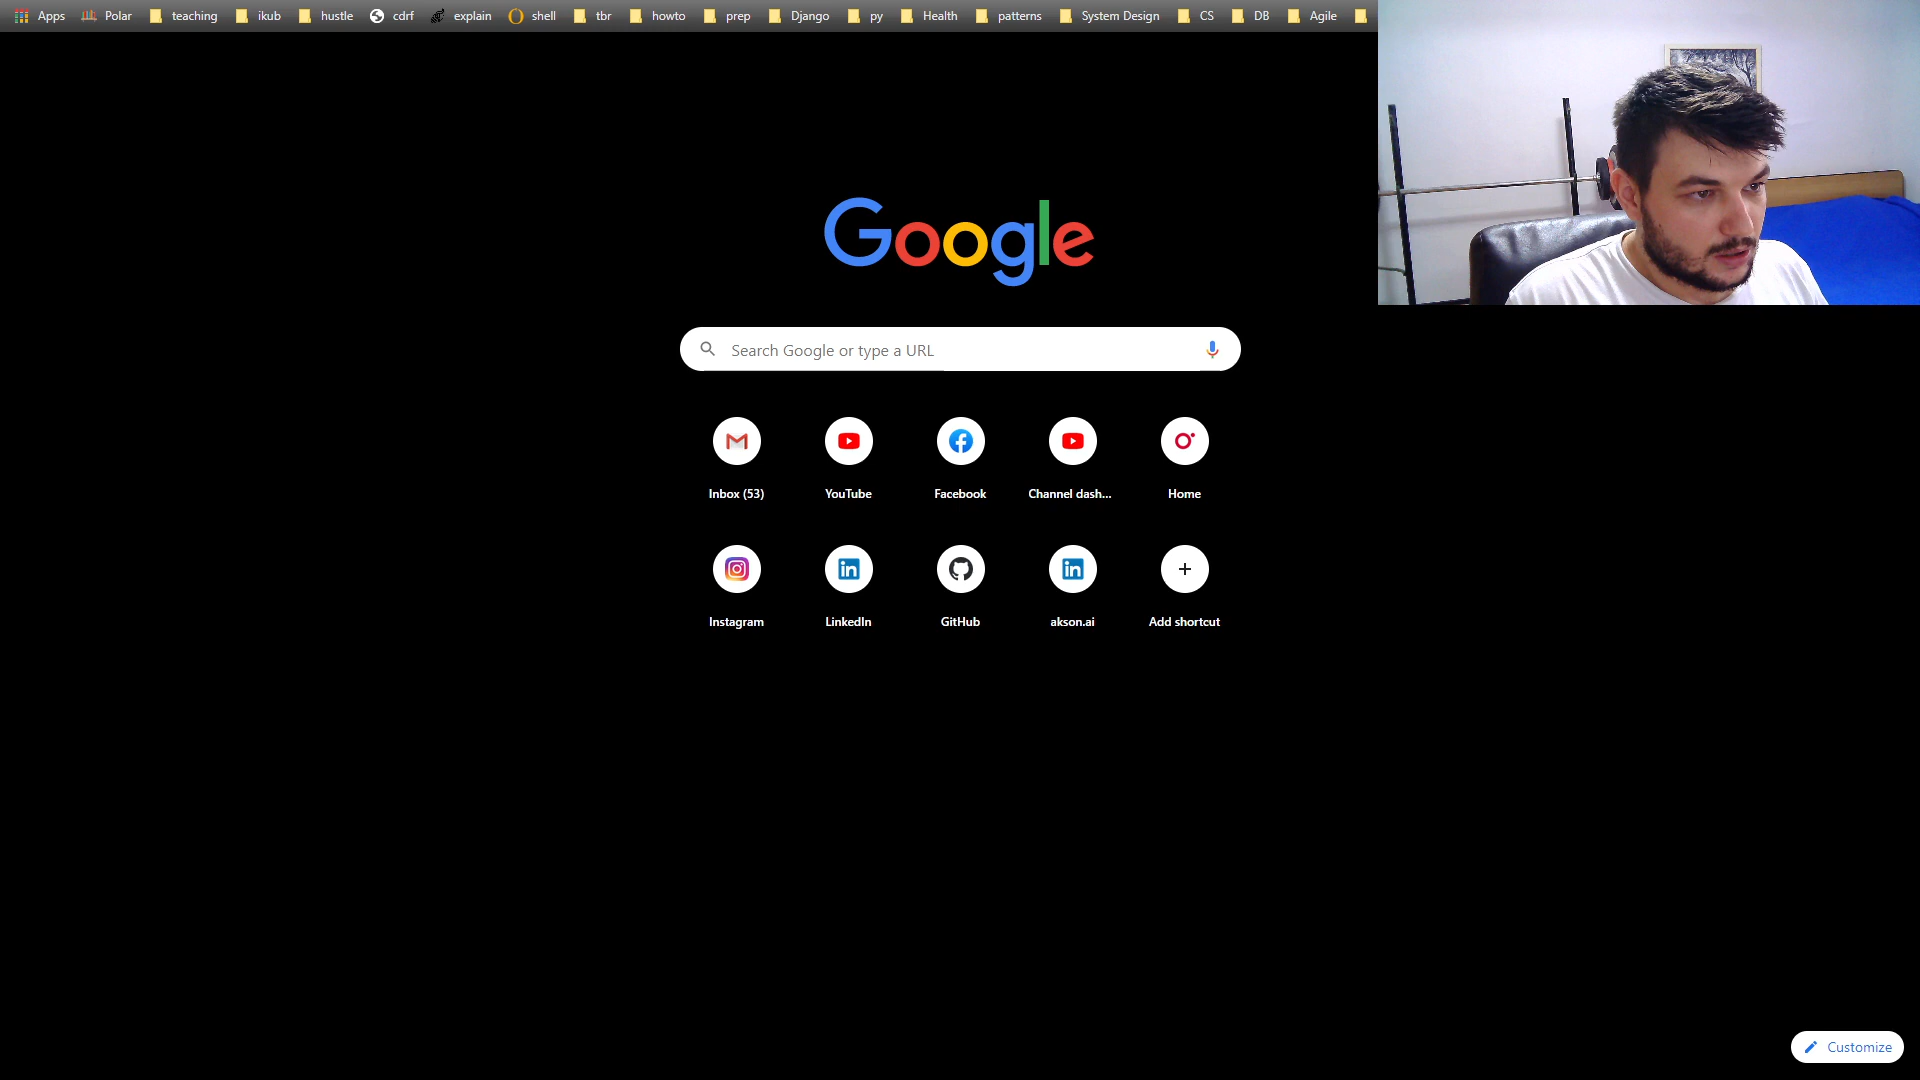 Apps Polar teaching ikub hustle cdrf explain shell tbr howto prep Django py Health patterns System Design CS DB Agile
Google
Search Google or type a URL
Inbox (53) YouTube Facebook Channel dash... Home
Instagram LinkedIn GitHub akson.ai Add shortcut
Customize